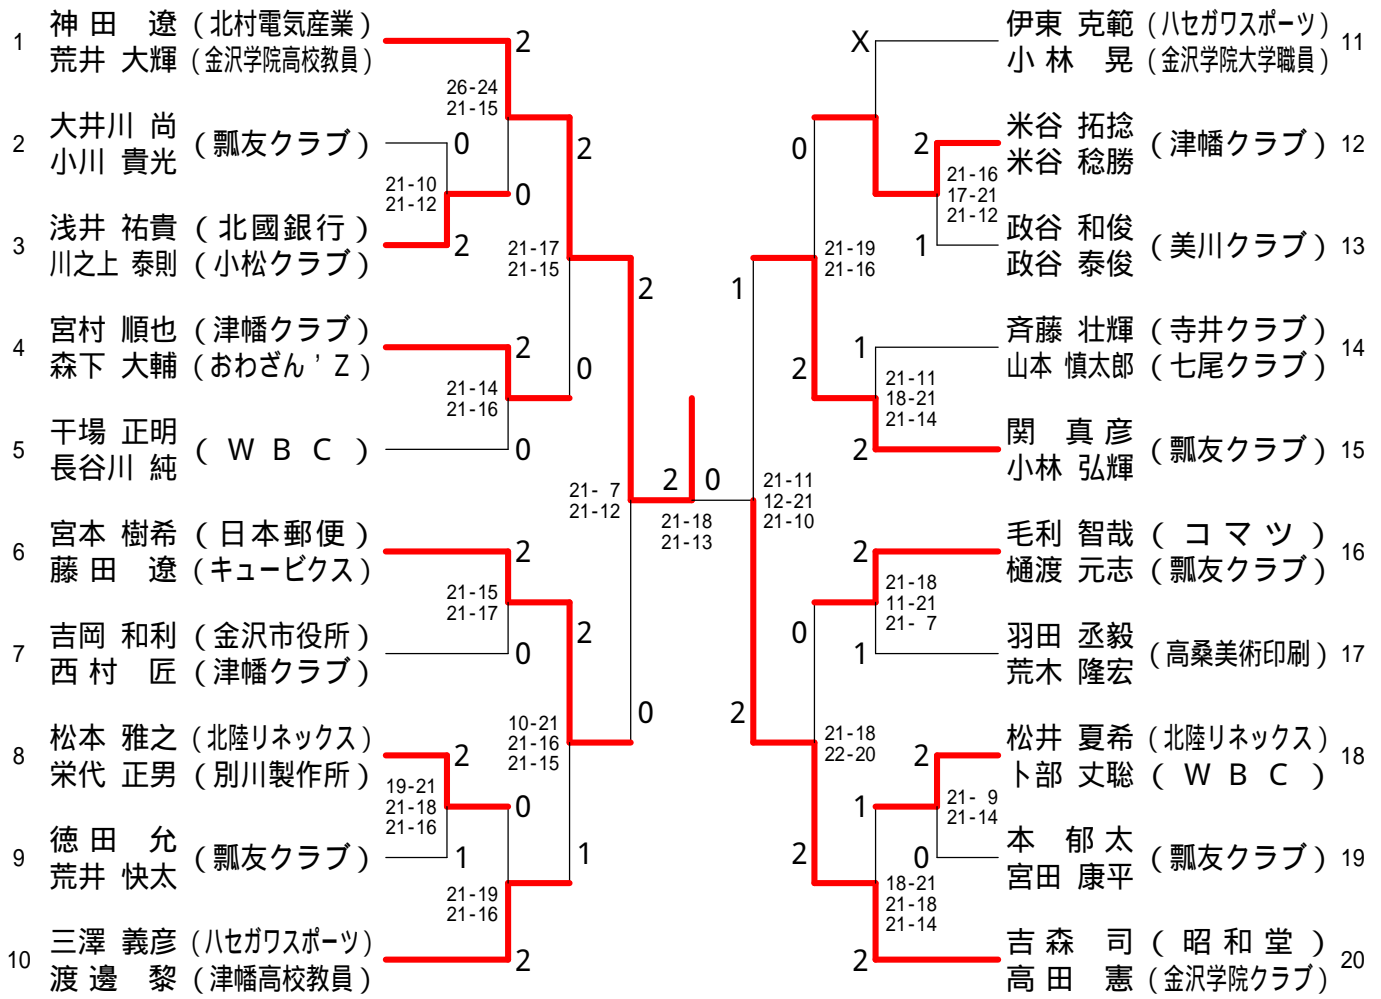 1 神田 遼 (北村電気産業)
荒井 大輝 (金沢学院高校教員)
2 大井川 尚 (瓢友クラブ)
小川 貴光
3 浅井 祐貴 (北國銀行)
川之上 泰則 (小松クラブ)
4 宮村 順也 (津幡クラブ)
森下 大輔 (おわざん'Z)
5 干場 正明 (WBC)
長谷川 純
6 宮本 樹希 (日本郵便)
藤田 遼 (キュービクス)
7 吉岡 和利 (金沢市役所)
西村 匠 (津幡クラブ)
8 松本 雅之 (北陸リネックス)
栄代 正男 (別川製作所)
9 徳田 允 (瓢友クラブ)
荒井 快太
10 三澤 義彦 (ハセガワスポーツ)
渡邊 黎 (津幡高校教員)
2
26-24
21-15
0
0
21-10
21-12
2
2
21-17
21-15
2
0
21-14
21-16
0
2
21- 7
21-12
2
21-15
21-17
0
2
10-21
21-16
21-15
0
2
19-21
21-18
21-16
0
1
1
21-19
21-16
2
2 0
21-18
21-13
X
0
2
21-16
17-21
21-12
1
21-19
21-16
1
1
2
21-11
18-21
21-14
2
21-11
12-21
21-10
2
21-18
11-21
21- 7
0
1
2
21-18
22-20
2
1
21- 9
21-14
0
2
18-21
21-18
21-14
2
伊東 克範 (ハセガワスポーツ) 11
小林 晃 (金沢学院大学職員)
米谷 拓捻 (津幡クラブ) 12
米谷 稔勝
政谷 和俊 (美川クラブ) 13
政谷 泰俊
斉藤 壮輝 (寺井クラブ) 14
山本 慎太郎 (七尾クラブ)
関 真彦 (瓢友クラブ) 15
小林 弘輝
毛利 智哉 (コマツ) 16
樋渡 元志 (瓢友クラブ)
羽田 丞毅 (高桑美術印刷) 17
荒木 隆宏
松井 夏希 (北陸リネックス) 18
卜部 丈聡 (WBC)
本 郁太 (瓢友クラブ) 19
宮田 康平
吉森 司 (昭和堂) 20
高田 憲 (金沢学院クラブ)